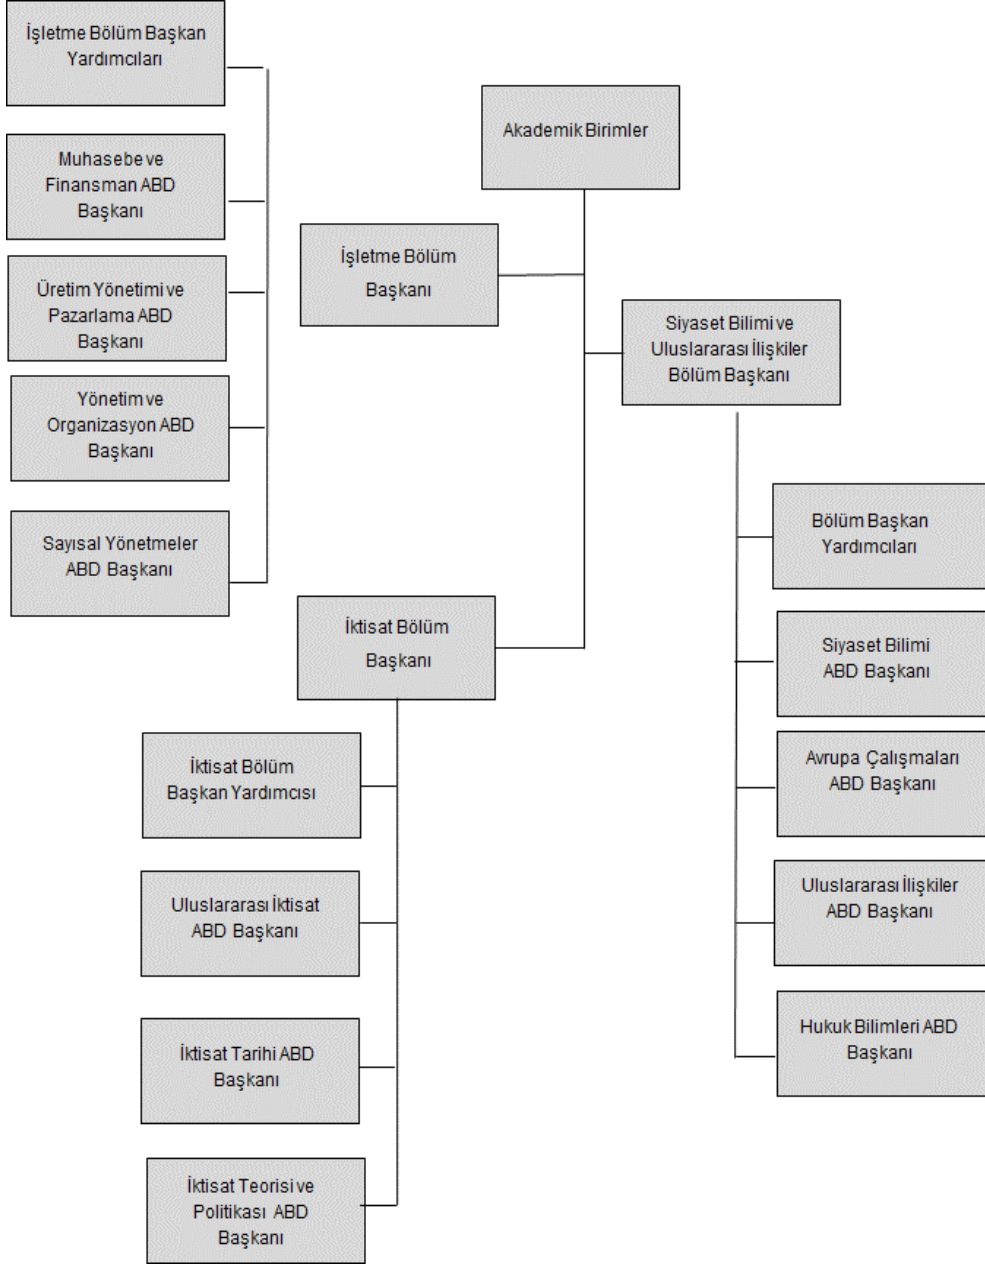 İşletme Bölüm Başkan
Yardımcıları
Muhasebe ve
Finansman ABD
Başkanı
Üretim Yönetimi ve
Pazarlama ABD
Başkanı
Yönetim ve
Organizasyon ABD
Başkanı
Sayısal Yönetmeler
ABD Başkanı
Akademik Birimler
İşletme Bölüm
Başkanı
Siyaset Bilimi ve
Uluslararası İlişkiler
Bölüm Başkanı
İktisat Bölüm
Başkanı
İktisat Bölüm
Başkan Yardımcısı
Uluslararası İktisat
ABD Başkanı
İktisat Tarihi ABD
Başkanı
İktisat Teorisi ve
Politikası ABD
Başkanı
Bölüm Başkan
Yardımcıları
Siyaset Bilimi
ABD Başkanı
Avrupa Çalışmaları
ABD Başkanı
Uluslararası İlişkiler
ABD Başkanı
Hukuk Bilimleri ABD
Başkanı